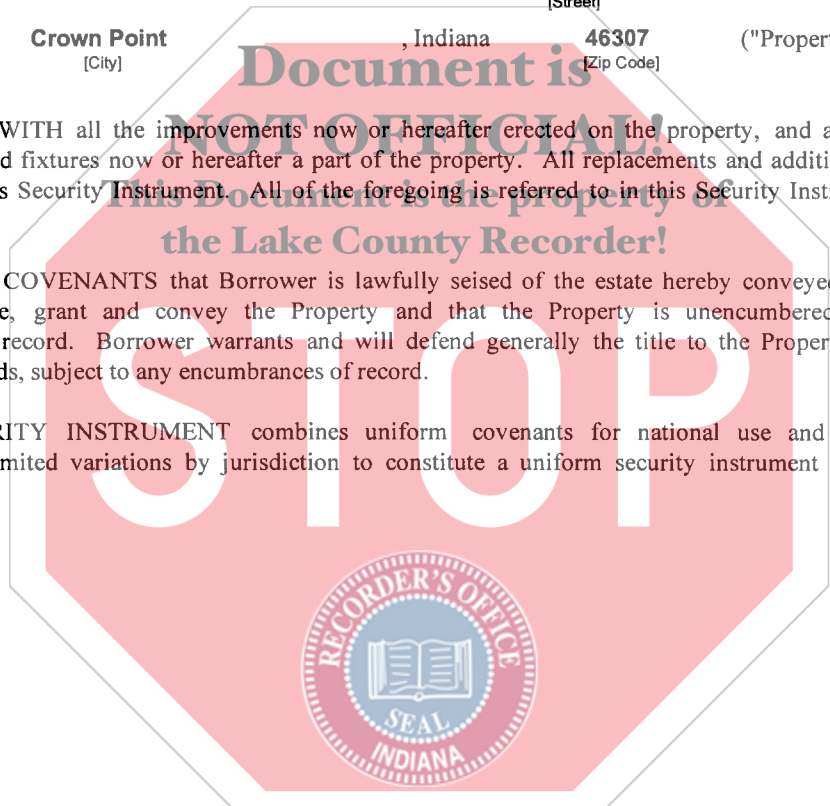 [Street]
Crown Point , Indiana 46307 ("Proper
[City] [Zip Code]
Document is
WITH all the improvements now or hereafter erected on the property, and a
NOT OFFICIAL!
d fixtures now or hereafter a part of the property. All replacements and additi
s Security Instrument. All of the foregoing is referred to in this Security Inst
This Document is the property of
the Lake County Recorder!
COVENANTS that Borrower is lawfully seised of the estate hereby conveye
e, grant and convey the Property and that the Property is unencumbered
record. Borrower warrants and will defend generally the title to the Proper
ds, subject to any encumbrances of record.
RITY INSTRUMENT combines uniform covenants for national use and
mited variations by jurisdiction to constitute a uniform security instrument
STOP
RECORDER'S OFFICE
SEAL
INDIANA